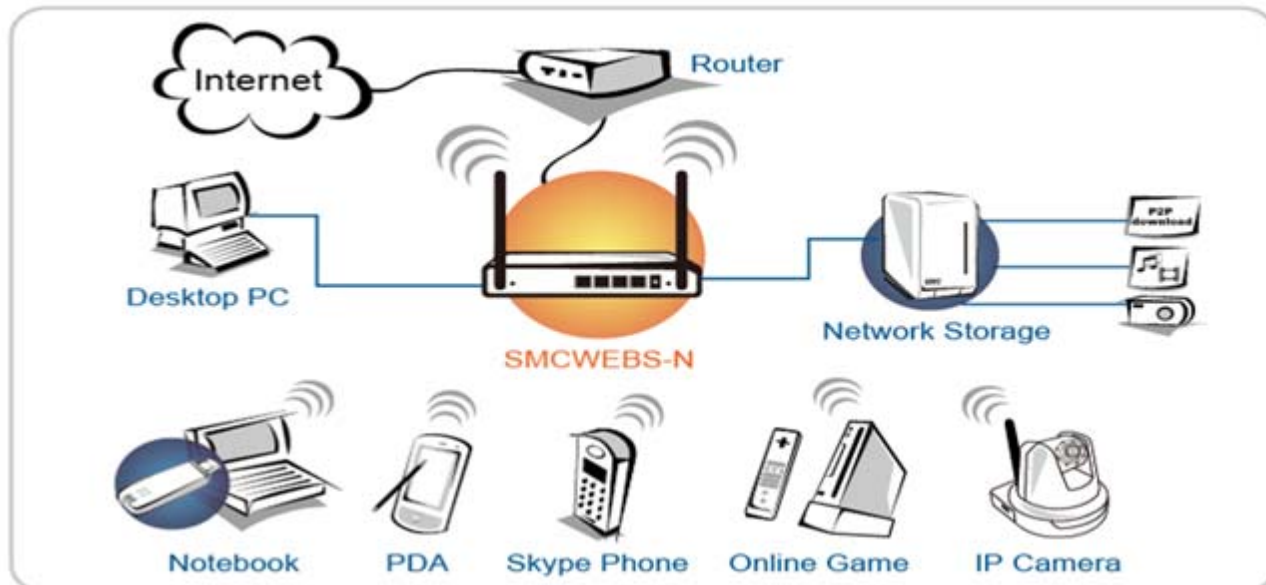 Internet
Router
P2P
download
Desktop PC
Network Storage
SMCWEBS-N
Notebook
PDA
Skype Phone
Online Game
IP Camera